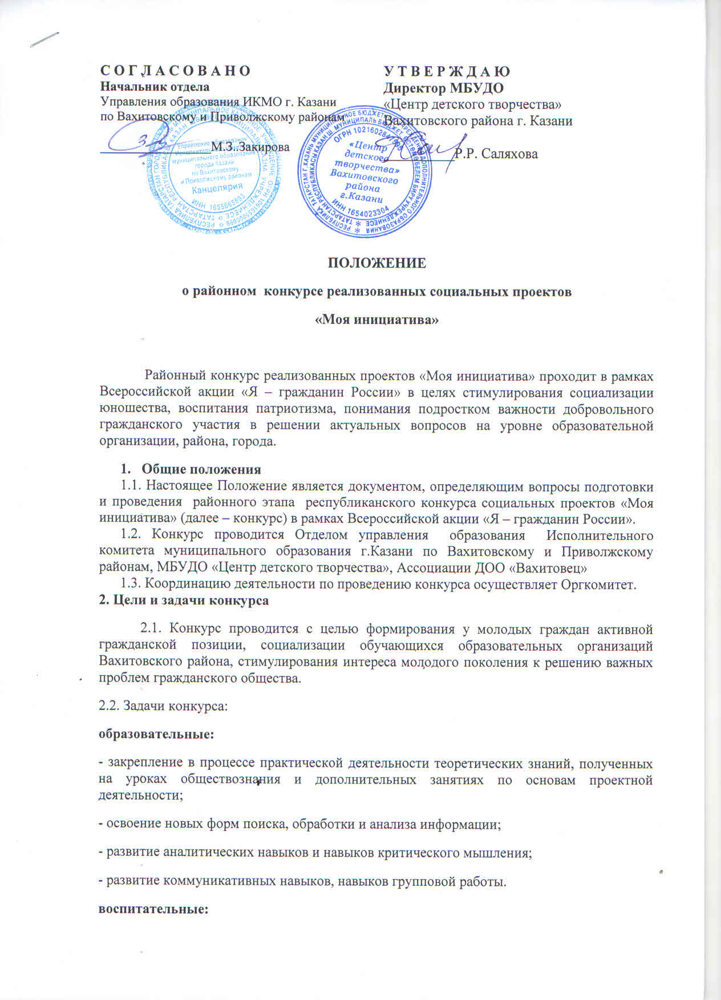 С О Г Л А С О В А Н О
Начальник отдела
Управления образования ИКМО г. Казани
по Вахитовскому и Приволжскому районам
М.З..Закирова
Управление образования
муниципального образования
города Казани
по Вахитовскому
и Приволжскому районам
Канцелярия
ИНН 1655065593
У Т В Е Р Ж Д А Ю
Директор МБУДО
«Центр детского творчества»
Вахитовского района г. Казани
Р.Р. Саляхова
«Центр
детского
творчества»
Вахитовского
района
г.Казани
ИНН 1654023304
ПОЛОЖЕНИЕ
о районном конкурсе реализованных социальных проектов
«Моя инициатива»
Районный конкурс реализованных проектов «Моя инициатива» проходит в рамках
Всероссийской акции «Я – гражданин России» в целях стимулирования социализации
юношества, воспитания патриотизма, понимания подростком важности добровольного
гражданского участия в решении актуальных вопросов на уровне образовательной
организации, района, города.
1. Общие положения
1.1. Настоящее Положение является документом, определяющим вопросы подготовки
и проведения районного этапа республиканского конкурса социальных проектов «Моя
инициатива» (далее – конкурс) в рамках Всероссийской акции «Я – гражданин России».
1.2. Конкурс проводится Отделом управления образования Исполнительного
комитета муниципального образования г.Казани по Вахитовскому и Приволжскому
районам, МБУДО «Центр детского творчества», Ассоциации ДОО «Вахитовец»
1.3. Координацию деятельности по проведению конкурса осуществляет Оргкомитет.
2. Цели и задачи конкурса
2.1. Конкурс проводится с целью формирования у молодых граждан активной
гражданской позиции, социализации обучающихся образовательных организаций
Вахитовского района, стимулирования интереса молодого поколения к решению важных
проблем гражданского общества.
2.2. Задачи конкурса:
образовательные:
- закрепление в процессе практической деятельности теоретических знаний, полученных
на уроках обществознания и дополнительных занятиях по основам проектной
деятельности;
- освоение новых форм поиска, обработки и анализа информации;
- развитие аналитических навыков и навыков критического мышления;
- развитие коммуникативных навыков, навыков групповой работы.
воспитательные: